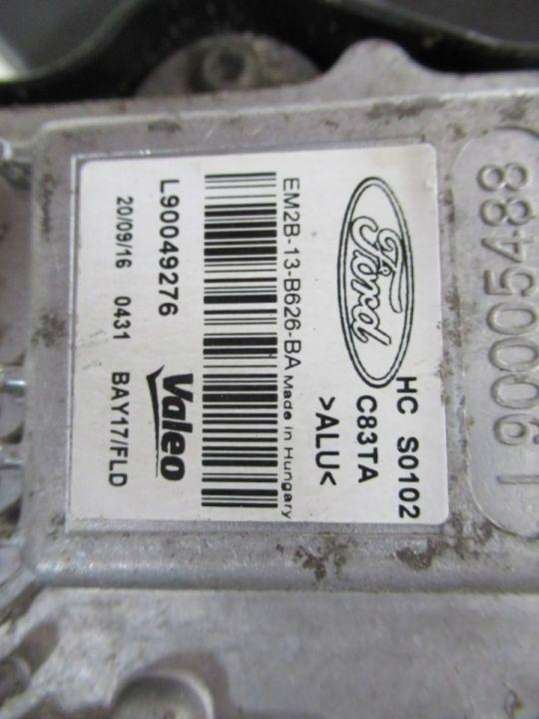 Ford
HC S0102
C83TA
>ALU<
EM2B-13-B626-BA Made in Hungary
L90049276
Valeo
20/09/16 0431 BAY17/FLD
L90005488